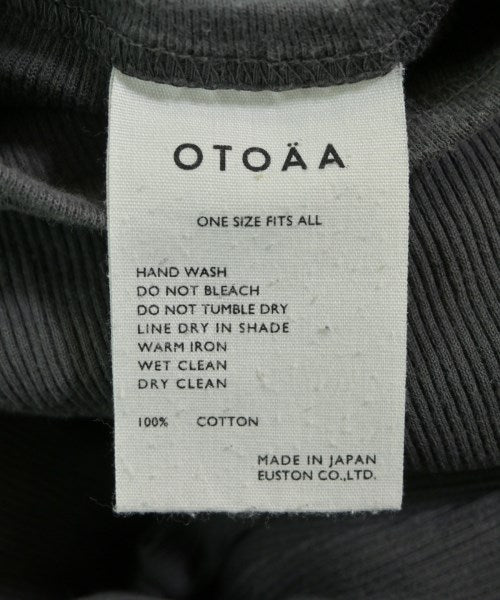 OTOÄA
ONE SIZE FITS ALL
HAND WASH
DO NOT BLEACH
DO NOT TUMBLE DRY
LINE DRY IN SHADE
WARM IRON
WET CLEAN
DRY CLEAN
100% COTTON
MADE IN JAPAN
EUSTON CO.,LTD.